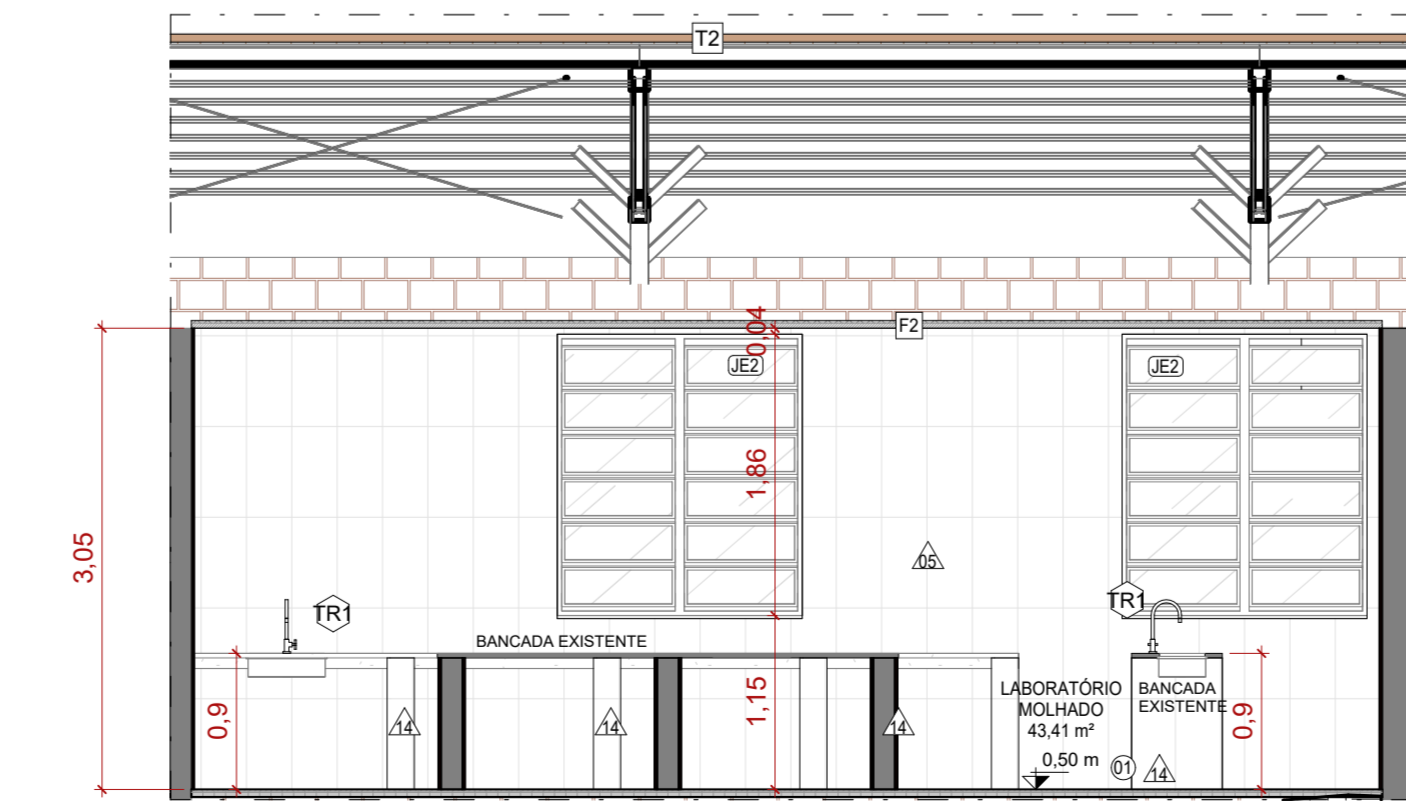 T2
F2
0,04
JE2
JE2
1,86
3,05
05
TR1
TR1
BANCADA EXISTENTE
0,9
1,15
14
14
14
LABORATÓRIO
MOLHADO
43,41 m²
0,50 m
01
14
BANCADA
EXISTENTE
0,9